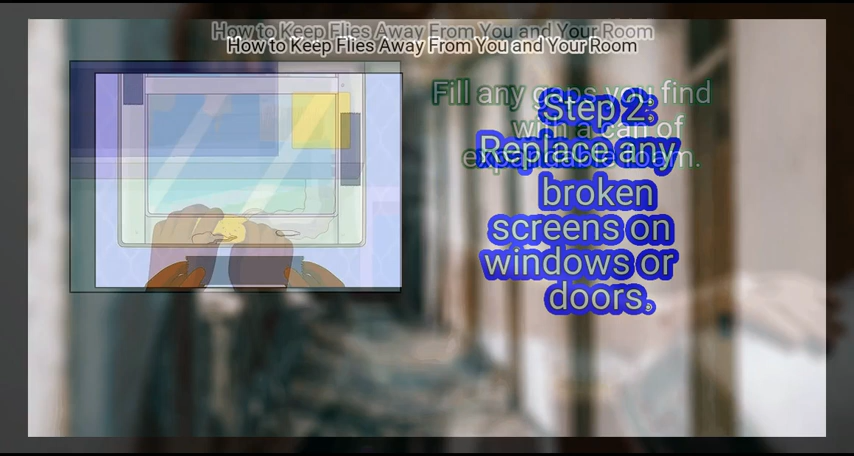 How to Keep Flies Away From You and Your Room
How to Keep Flies Away From You and Your Room
Fill any gaps you find
with a can of
expandable foam.
Step 2:
Replace any
broken
screens on
windows or
doors.